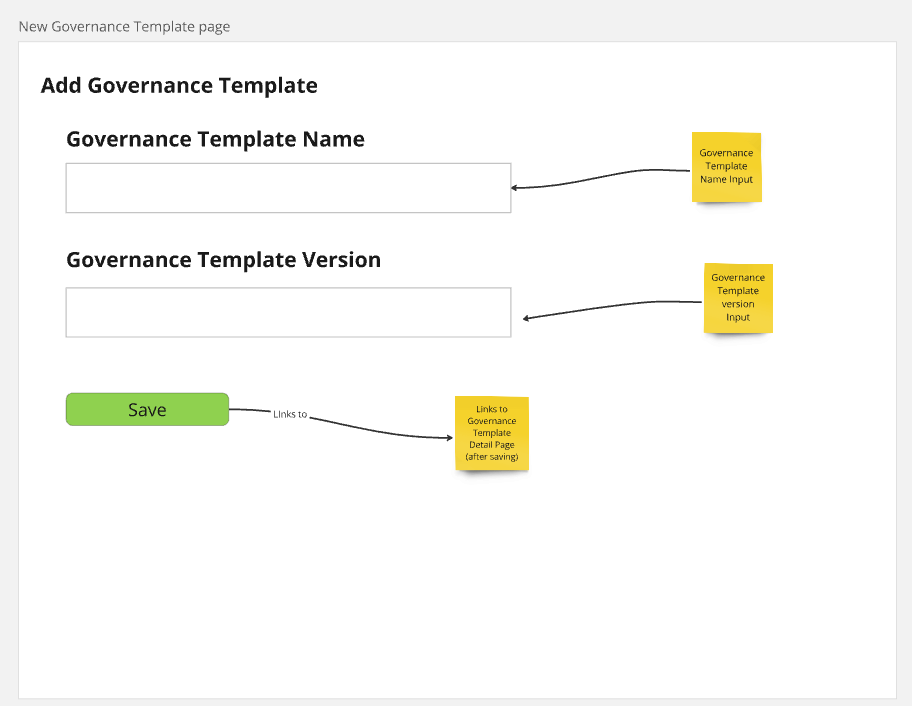 New Governance Template page
Add Governance Template
Governance Template Name
Governance
Template
Name Input
Governance Template Version
Governance
Template
version
Input
Save
LInks to
Links to
Governance
Template
Detail Page
(after saving)